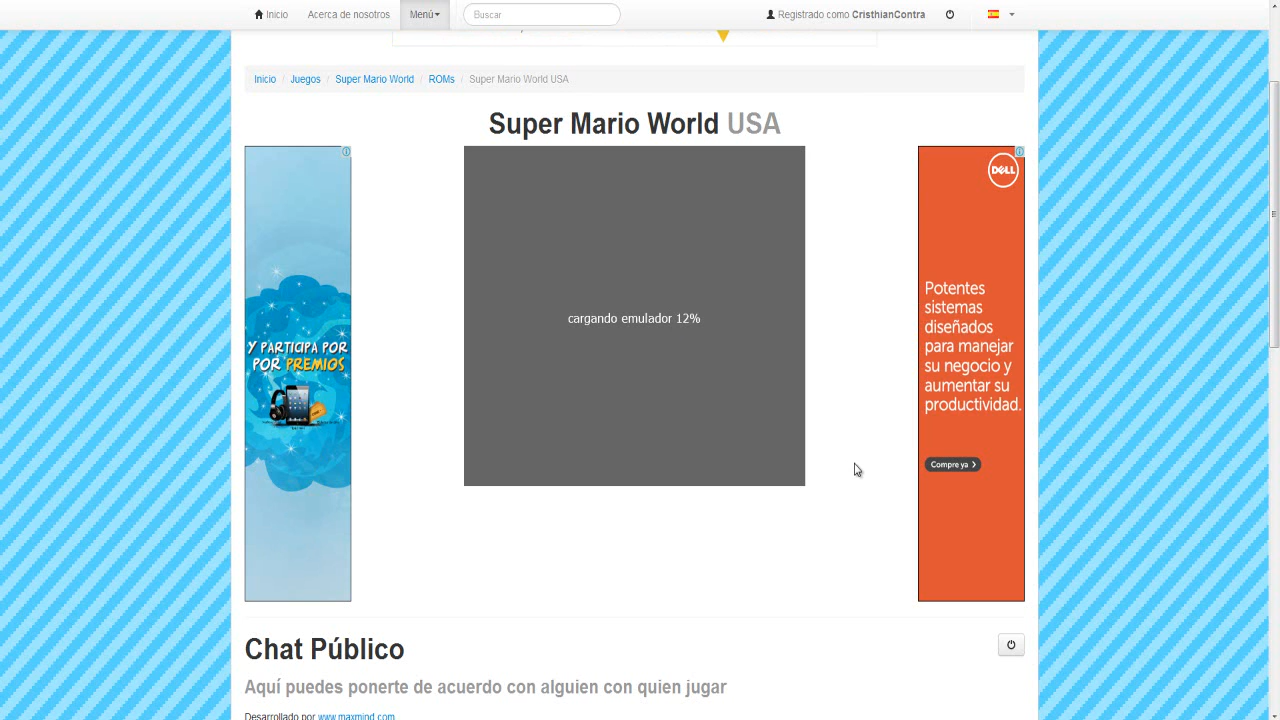 Inicio Acerca de nosotros Menú Buscar Registrado como CristhianContra
Inicio / Juegos / Super Mario World / ROMs / Super Mario World USA
Super Mario World USA
cargando emulador 12%
Y PARTICIPA POR
POR PREMIOS
DELL
Potentes
sistemas
diseñados
para manejar
su negocio y
aumentar su
productividad.
Compre ya
Chat Público
Aquí puedes ponerte de acuerdo con alguien con quien jugar
Desarrollado por www.maxmind.com